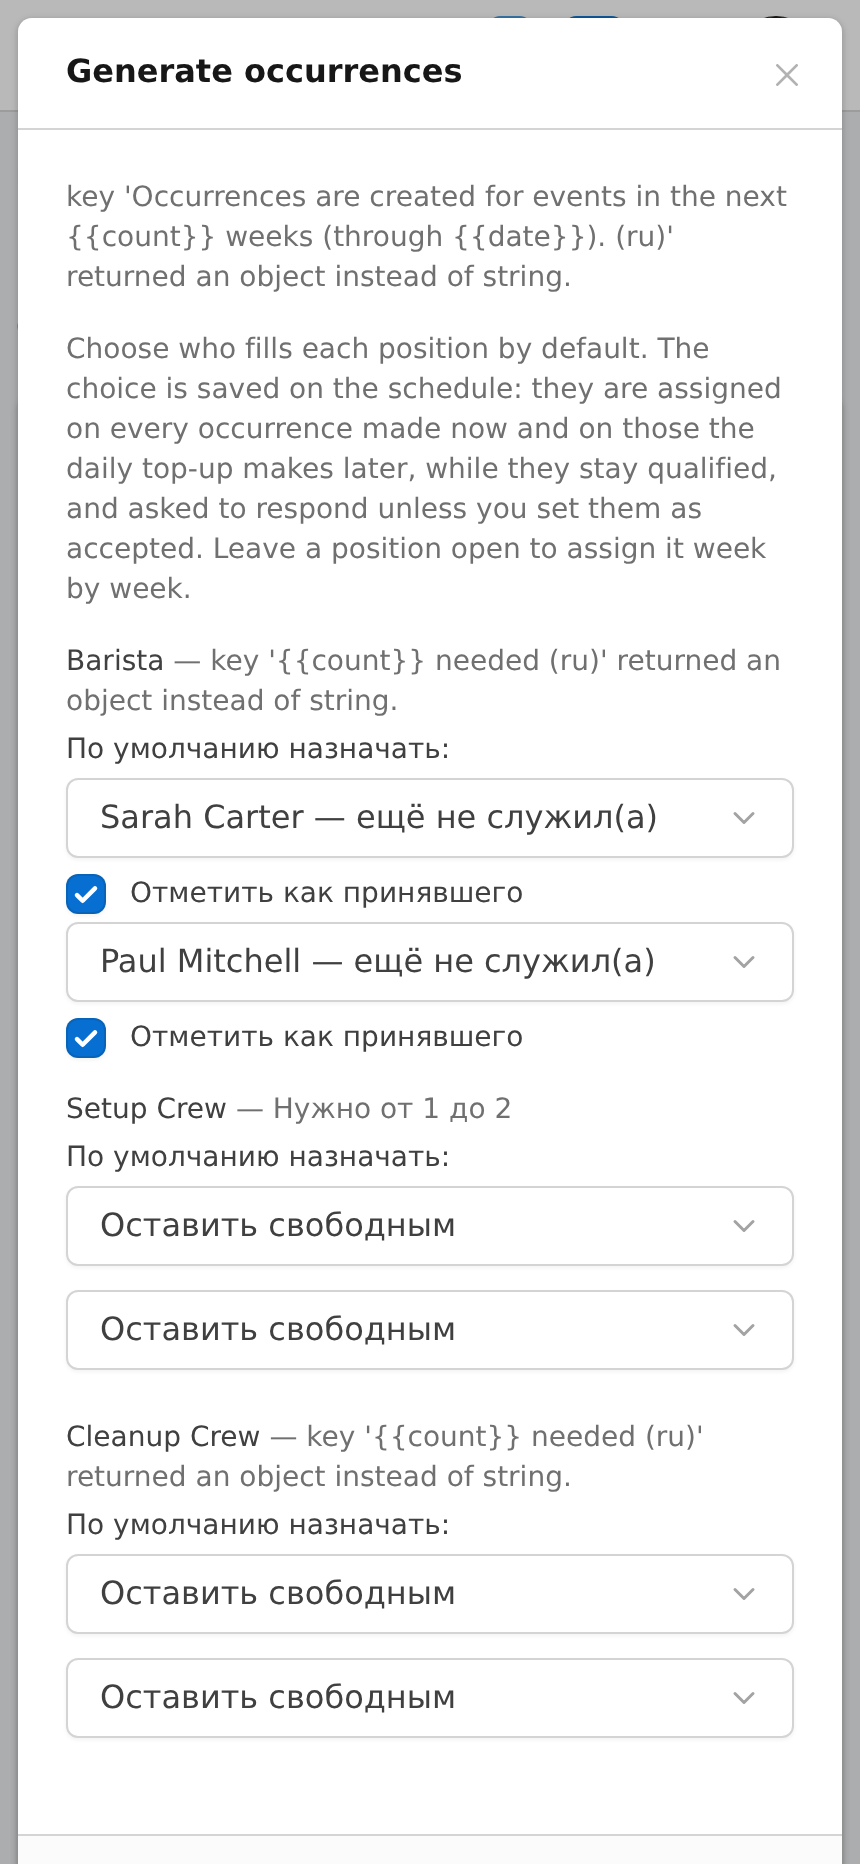 Generate occurrences
key 'Occurrences are created for events in the next
{{count}} weeks (through {{date}}). (ru)'
returned an object instead of string.
Choose who fills each position by default. The
choice is saved on the schedule: they are assigned
on every occurrence made now and on those the
daily top-up makes later, while they stay qualified,
and asked to respond unless you set them as
accepted. Leave a position open to assign it week
by week.
Barista — key '{{count}} needed (ru)' returned an
object instead of string.
По умолчанию назначать:
Sarah Carter — ещё не служил(а)
Отметить как принявшего
Paul Mitchell — ещё не служил(а)
Отметить как принявшего
Setup Crew — Нужно от 1 до 2
По умолчанию назначать:
Оставить свободным
Оставить свободным
Cleanup Crew — key '{{count}} needed (ru)'
returned an object instead of string.
По умолчанию назначать:
Оставить свободным
Оставить свободным